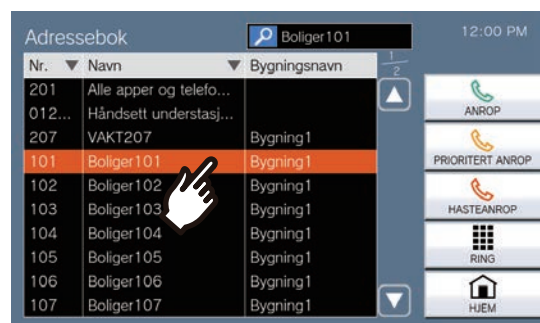 Adressebok
Boliger101
12:00 PM
Nr. Navn Bygningsnavn
1/2
201 Alle apper og telefo...
012... Håndsett understasj...
207 VAKT207 Bygning1
101 Boliger101 Bygning1
102 Boliger102 Bygning1
103 Boliger103 Bygning1
104 Boliger104 Bygning1
105 Boliger105 Bygning1
106 Boliger106 Bygning1
107 Boliger107 Bygning1
ANROP
PRIORITERT ANROP
HASTEANROP
RING
HJEM